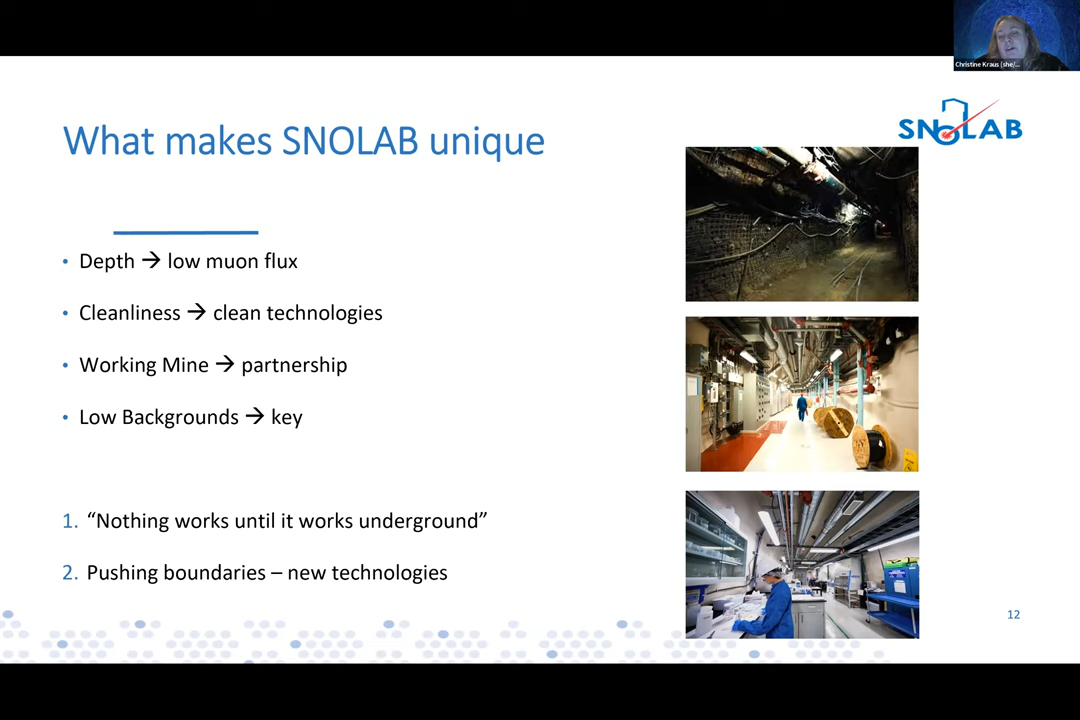 Christine Kraus (she/...
What makes SNOLAB unique
SNOLAB
• Depth → low muon flux
• Cleanliness → clean technologies
• Working Mine → partnership
• Low Backgrounds → key
1. “Nothing works until it works underground”
2. Pushing boundaries – new technologies
12